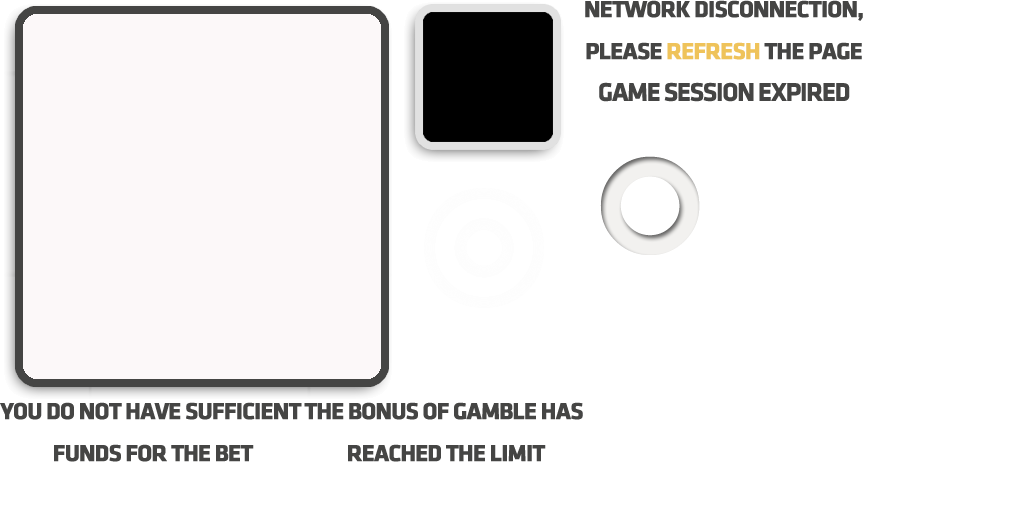 NETWORK DISCONNECTION,
PLEASE REFRESH THE PAGE
GAME SESSION EXPIRED
YOU DO NOT HAVE SUFFICIENT
FUNDS FOR THE BET
THE BONUS OF GAMBLE HAS
REACHED THE LIMIT